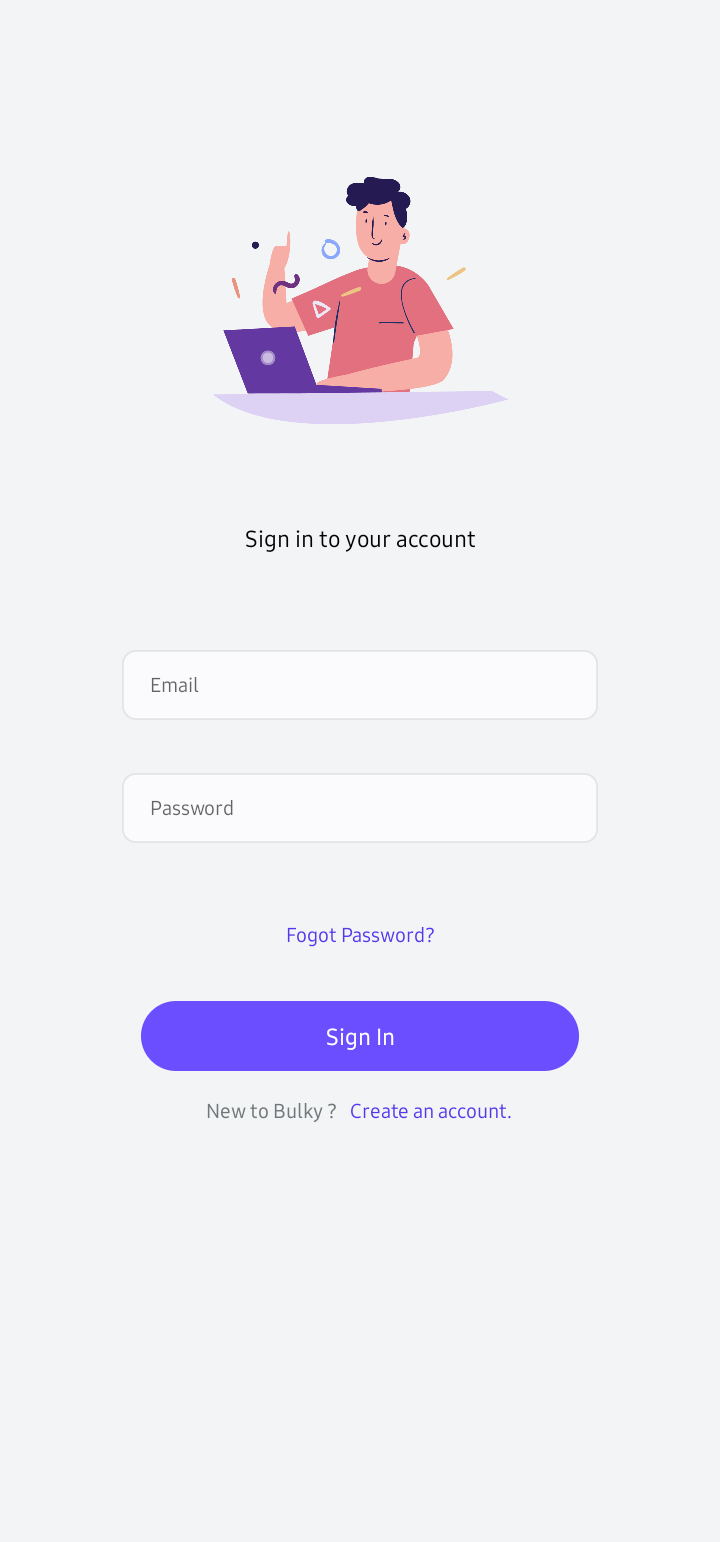 Sign in to your account
Email
Password
Fogot Password?
Sign In
New to Bulky ? Create an account.